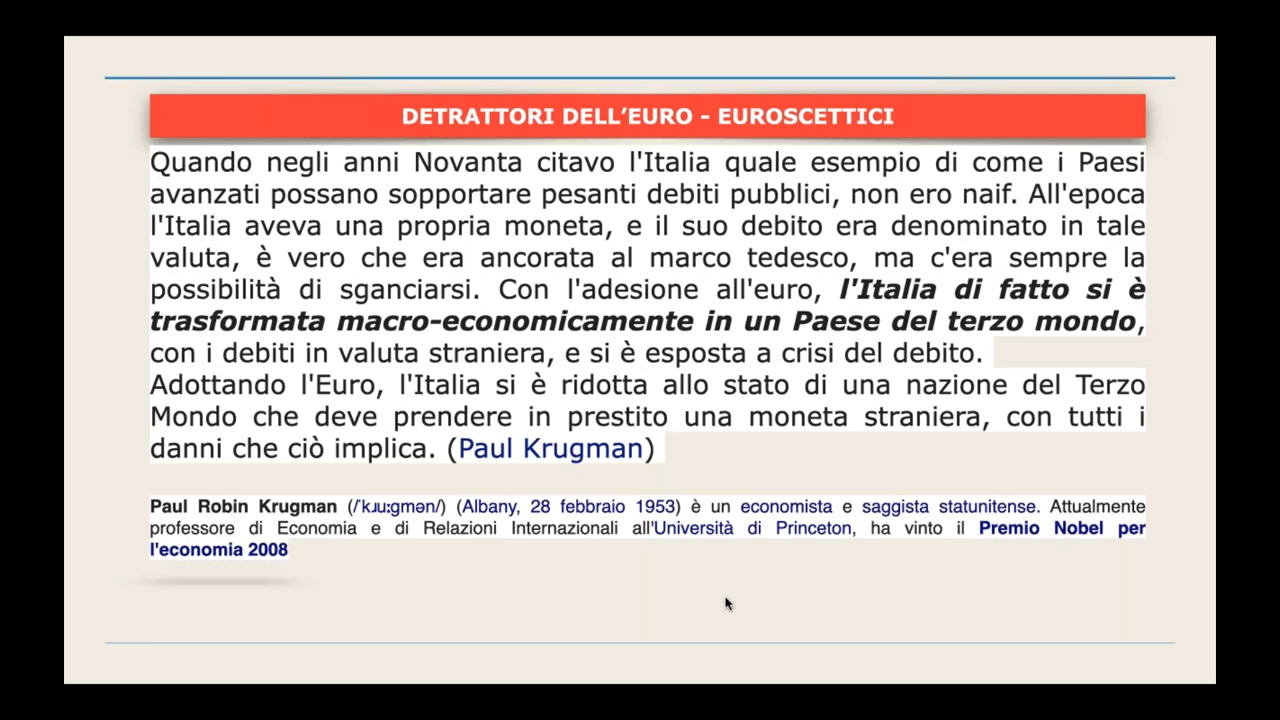 DETRATTORI DELL’EURO - EUROSCETTICI
Quando negli anni Novanta citavo l'Italia quale esempio di come i Paesi
avanzati possano sopportare pesanti debiti pubblici, non ero naif. All'epoca
l'Italia aveva una propria moneta, e il suo debito era denominato in tale
valuta, è vero che era ancorata al marco tedesco, ma c'era sempre la
possibilità di sganciarsi. Con l'adesione all'euro, l'Italia di fatto si è
trasformata macro-economicamente in un Paese del terzo mondo,
con i debiti in valuta straniera, e si è esposta a crisi del debito.
Adottando l'Euro, l'Italia si è ridotta allo stato di una nazione del Terzo
Mondo che deve prendere in prestito una moneta straniera, con tutti i
danni che ciò implica. (Paul Krugman)
Paul Robin Krugman (/ˈkɹuːgmən/) (Albany, 28 febbraio 1953) è un economista e saggista statunitense. Attualmente
professore di Economia e di Relazioni Internazionali all'Università di Princeton, ha vinto il Premio Nobel per
l'economia 2008